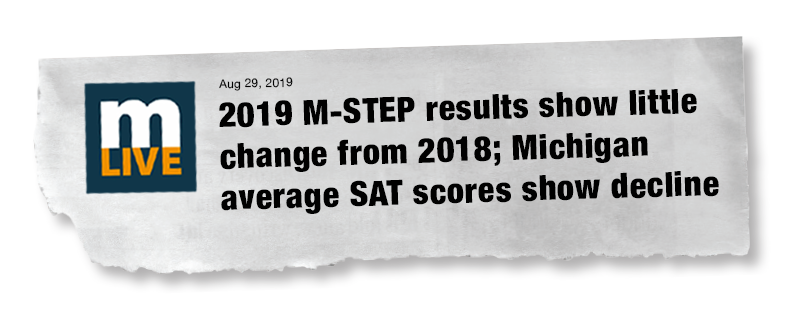 m
LIVE
Aug 29, 2019
2019 M-STEP results show little
change from 2018; Michigan
average SAT scores show decline